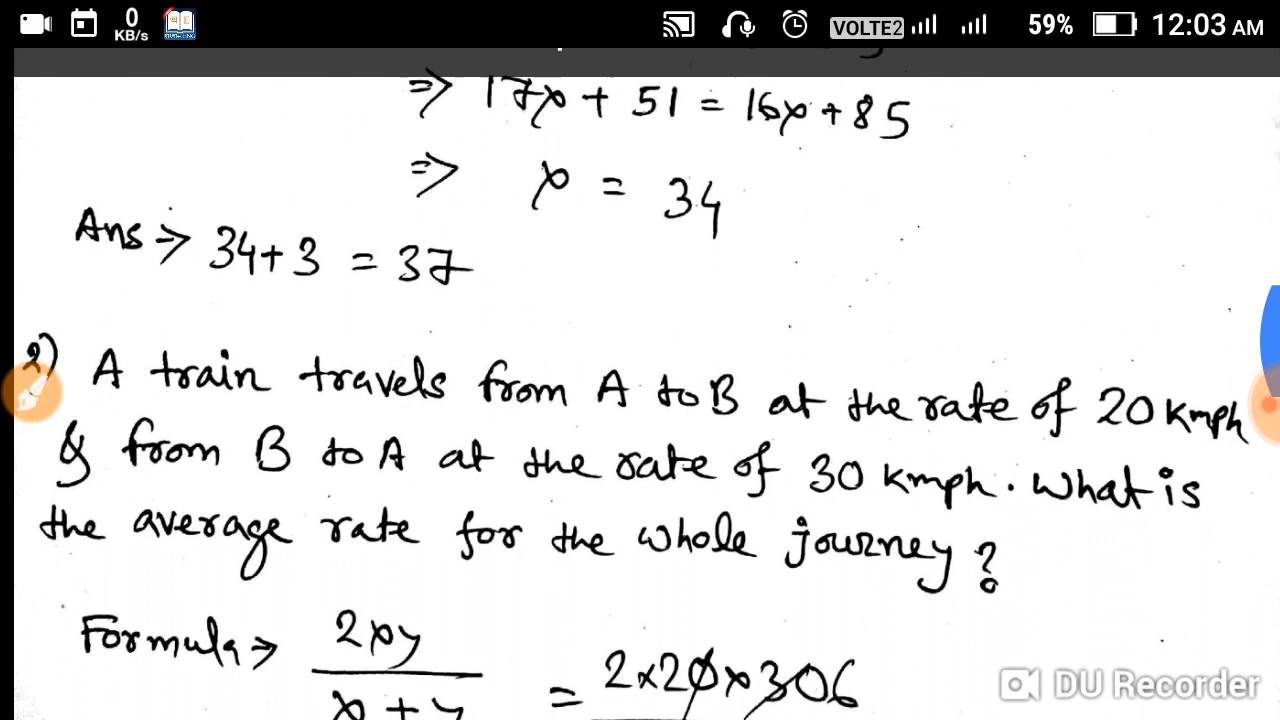 0
KB/s
VOLTE2
59%
12:03 AM
=> 17x + 51 = 16x + 85
=> x = 34
Ans => 34+3 = 37
2) A train travels from A to B at the rate of 20 kmph
& from B to A at the rate of 30 kmph. What is
the average rate for the whole journey?
Formula => 2xy = 2×20×306
x + y
DU Recorder